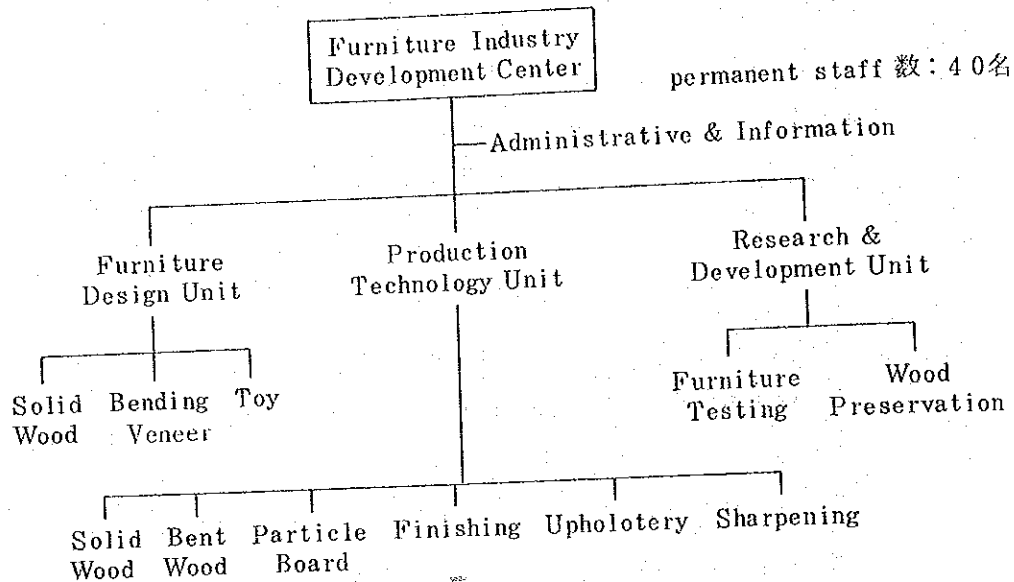 Furniture Industry
Development Center
permanent staff 数：40名
Administrative & Information
Furniture
Design Unit
Production
Technology Unit
Research &
Development Unit
Solid
Wood
Bending
Veneer
Toy
Furniture
Testing
Wood
Preservation
Solid
Wood
Bent
Wood
Particle
Board
Finishing
Upholotery
Sharpening